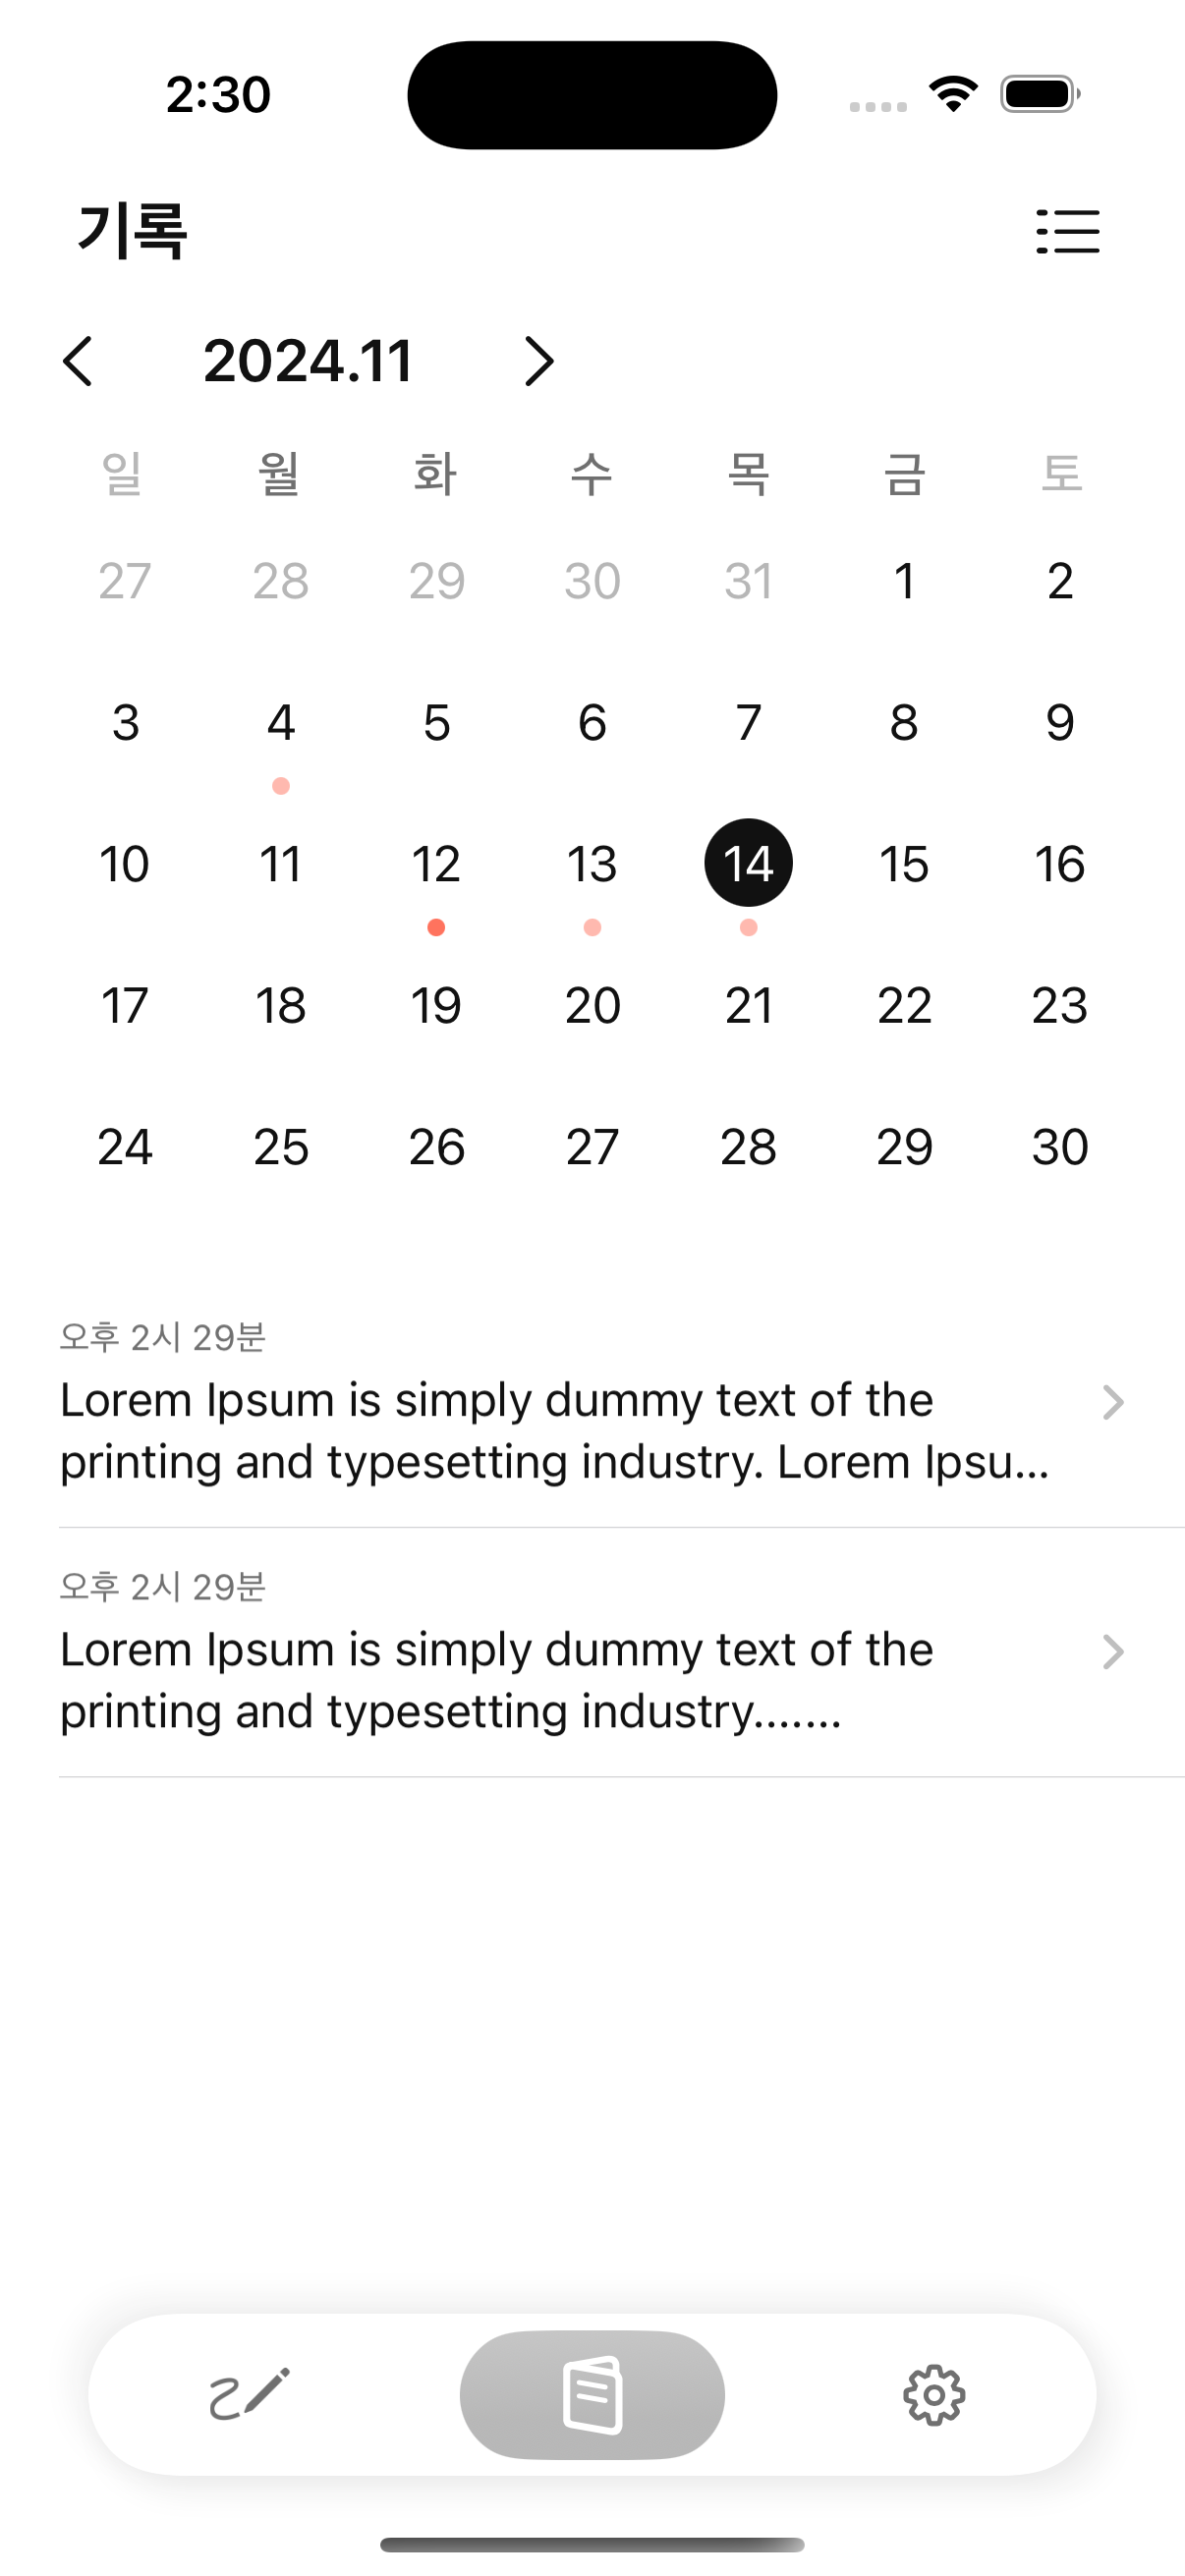 2:30
기록
2024.11
일 월 화 수 목 금 토
27 28 29 30 31 1 2
3 4 5 6 7 8 9
10 11 12 13 14 15 16
17 18 19 20 21 22 23
24 25 26 27 28 29 30
오후 2시 29분
Lorem Ipsum is simply dummy text of the
printing and typesetting industry. Lorem Ipsu...
오후 2시 29분
Lorem Ipsum is simply dummy text of the
printing and typesetting industry.......